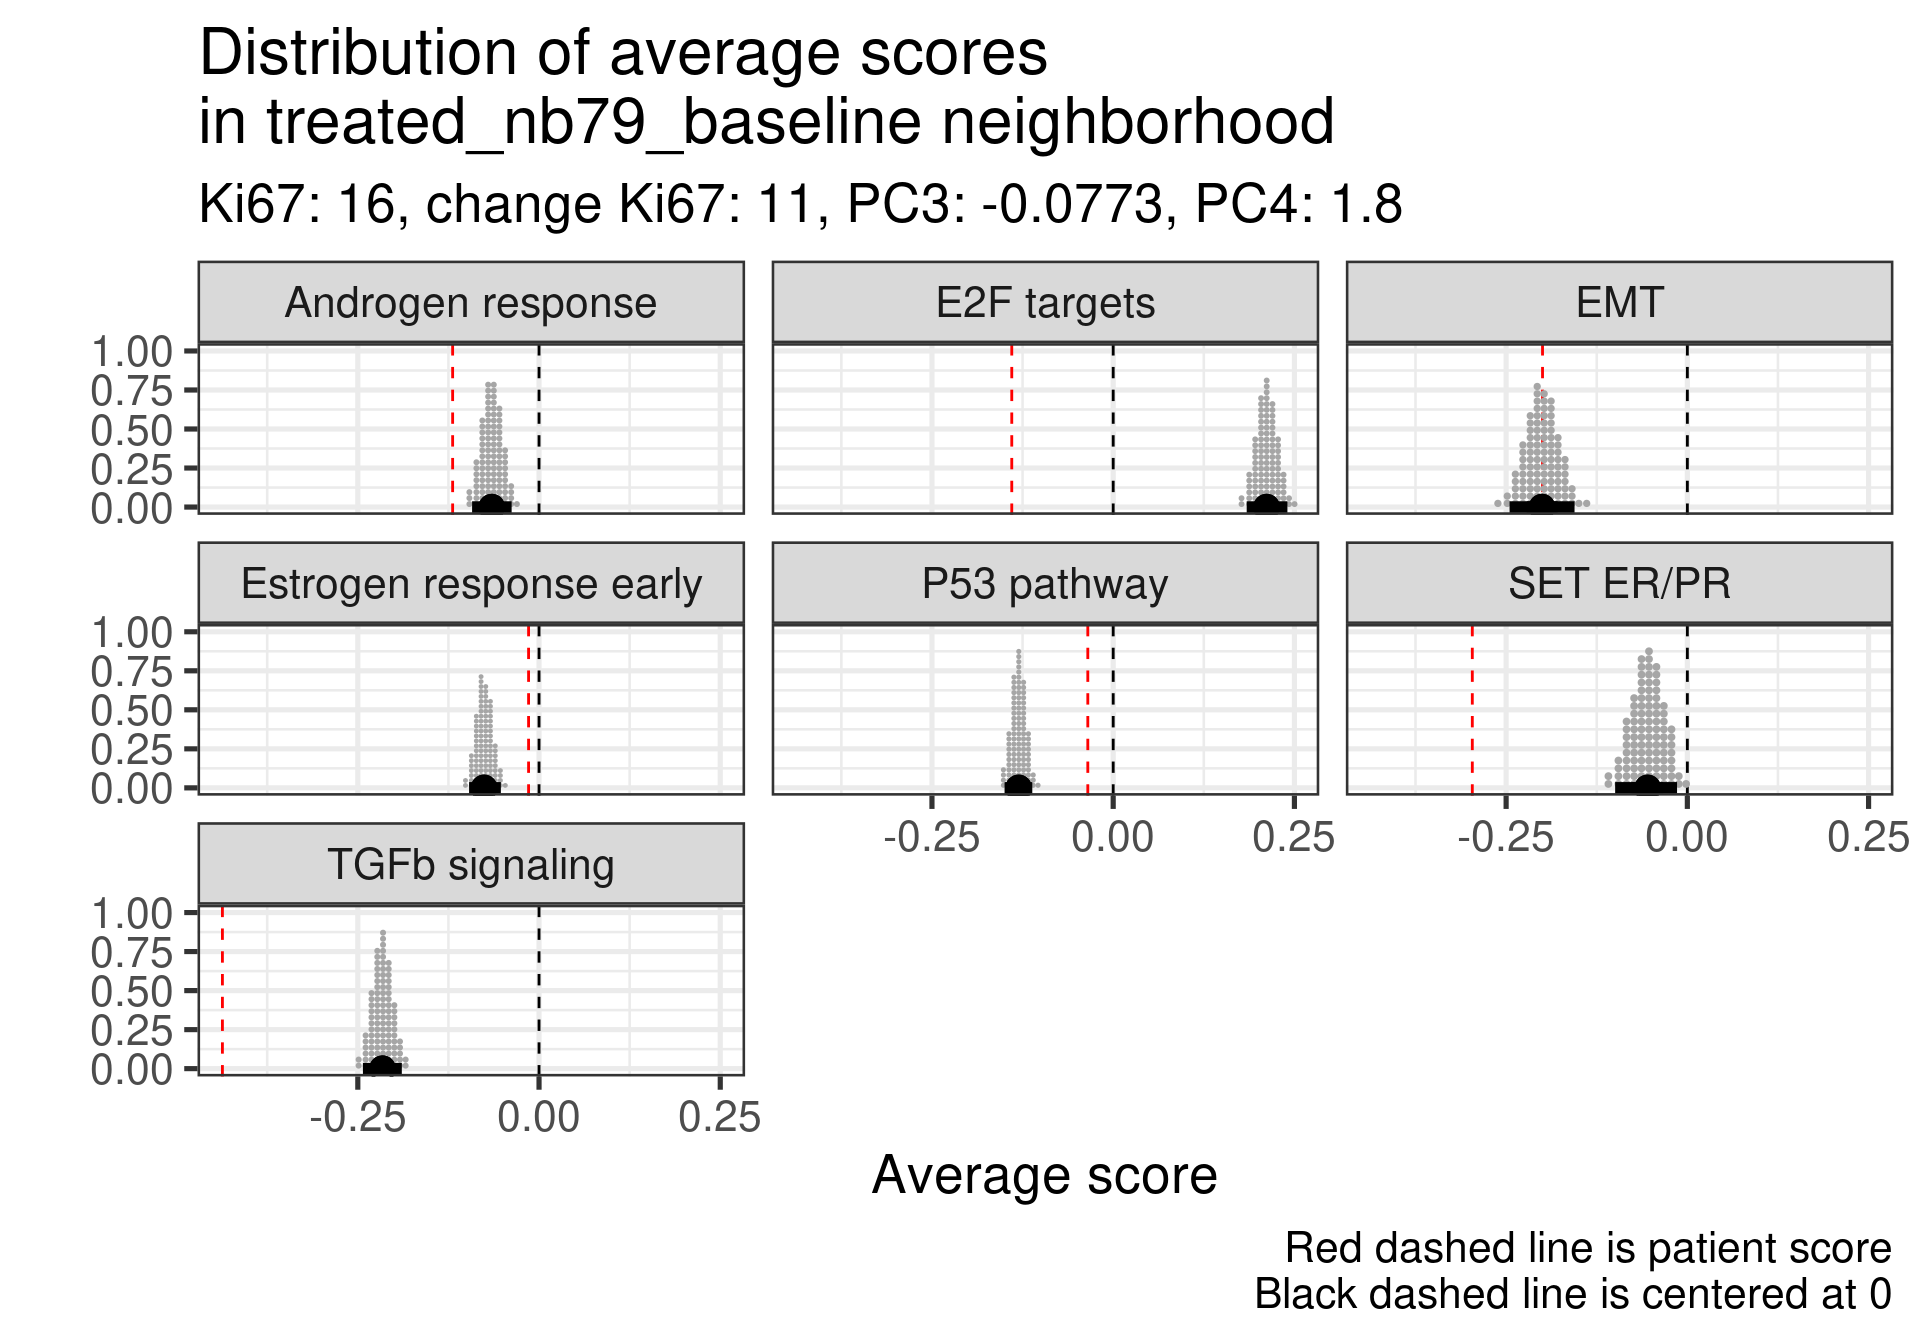 Distribution of average scores
in treated_nb79_baseline neighborhood
Ki67: 16, change Ki67: 11, PC3: -0.0773, PC4: 1.8
Androgen response
E2F targets
EMT
1.00
0.75
0.50
0.25
0.00
Estrogen response early
P53 pathway
SET ER/PR
1.00
0.75
0.50
0.25
0.00
-0.25 0.00 0.25
-0.25 0.00 0.25
TGFb signaling
1.00
0.75
0.50
0.25
0.00
-0.25 0.00 0.25
Average score
Red dashed line is patient score
Black dashed line is centered at 0